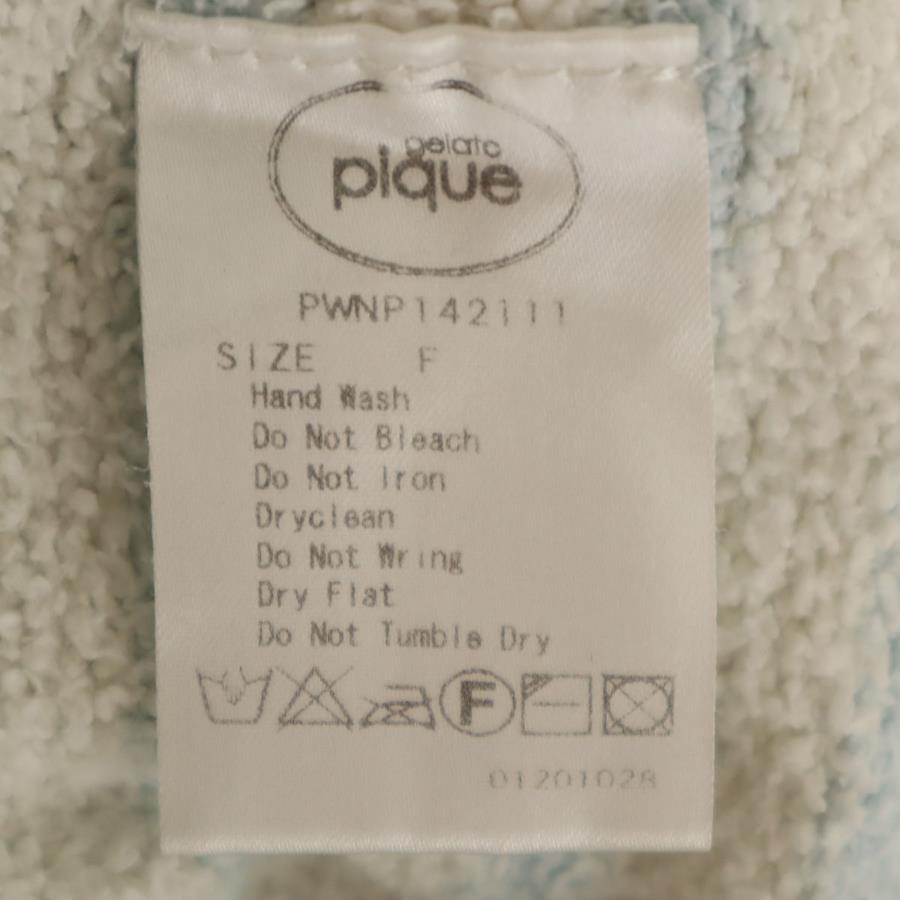 gelato
pique
PWNP142111
SIZE F
Hand Wash
Do Not Bleach
Do Not Iron
Dryclean
Do Not Wring
Dry Flat
Do Not Tumble Dry
F
01201028